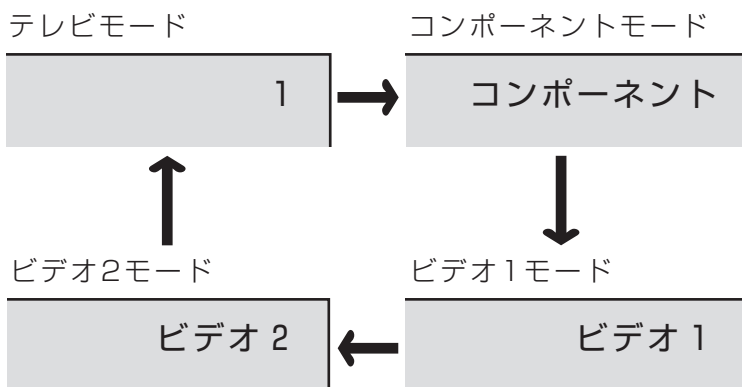 テレビモード
コンポーネントモード
1
コンポーネント
ビデオ2モード
ビデオ1モード
ビデオ 2
ビデオ 1